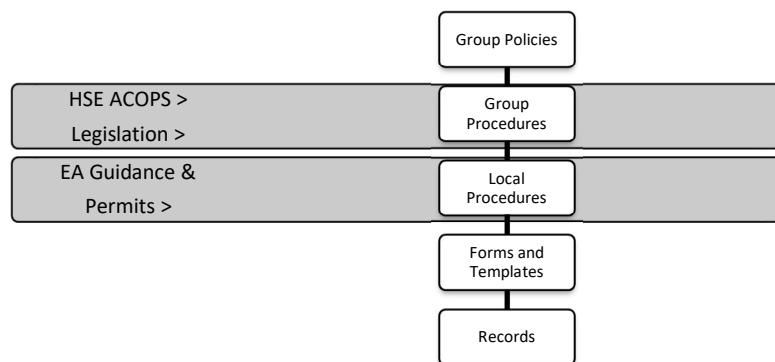 Group Policies
HSE ACOPS >
Legislation >
Group
Procedures
EA Guidance &
Permits >
Local
Procedures
Forms and
Templates
Records